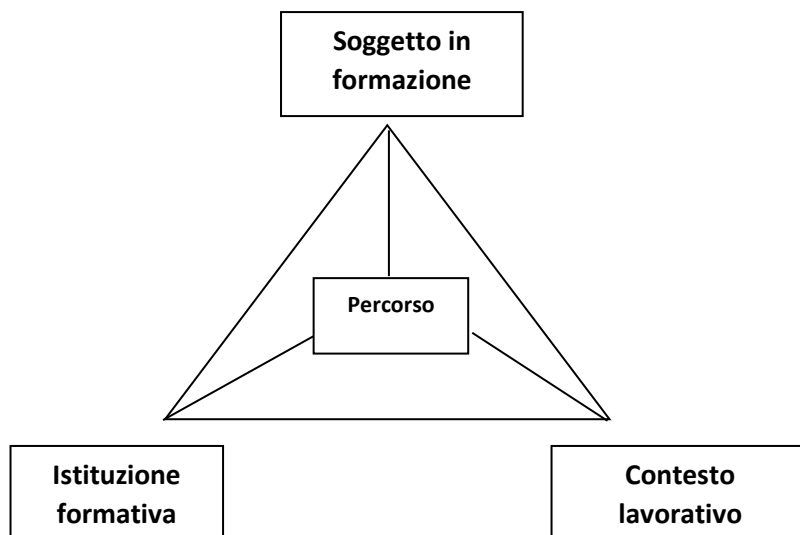 Soggetto in
formazione
Percorso
Istituzione
formativa
Contesto
lavorativo